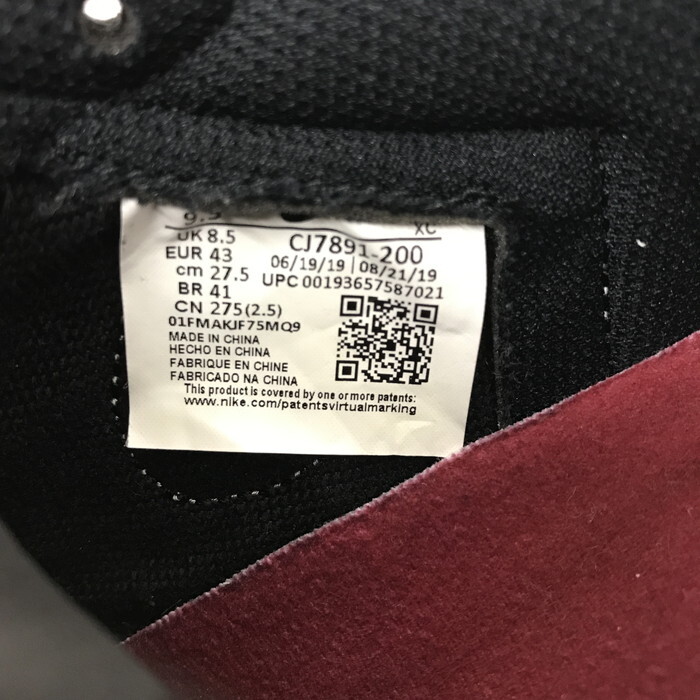 9.5
XC
UK 8.5
CJ7891-200
EUR 43
06/19/19 | 08/21/19
cm 27.5
UPC 00193657587021
BR 41
CN 275(2.5)
01FMAKJF75MQ9
MADE IN CHINA
HECHO EN CHINA
FABRIQUE EN CHINE
FABRICADO NA CHINA
This product is covered by one or more patents:
www.nike.com/patentsvirtualmarking